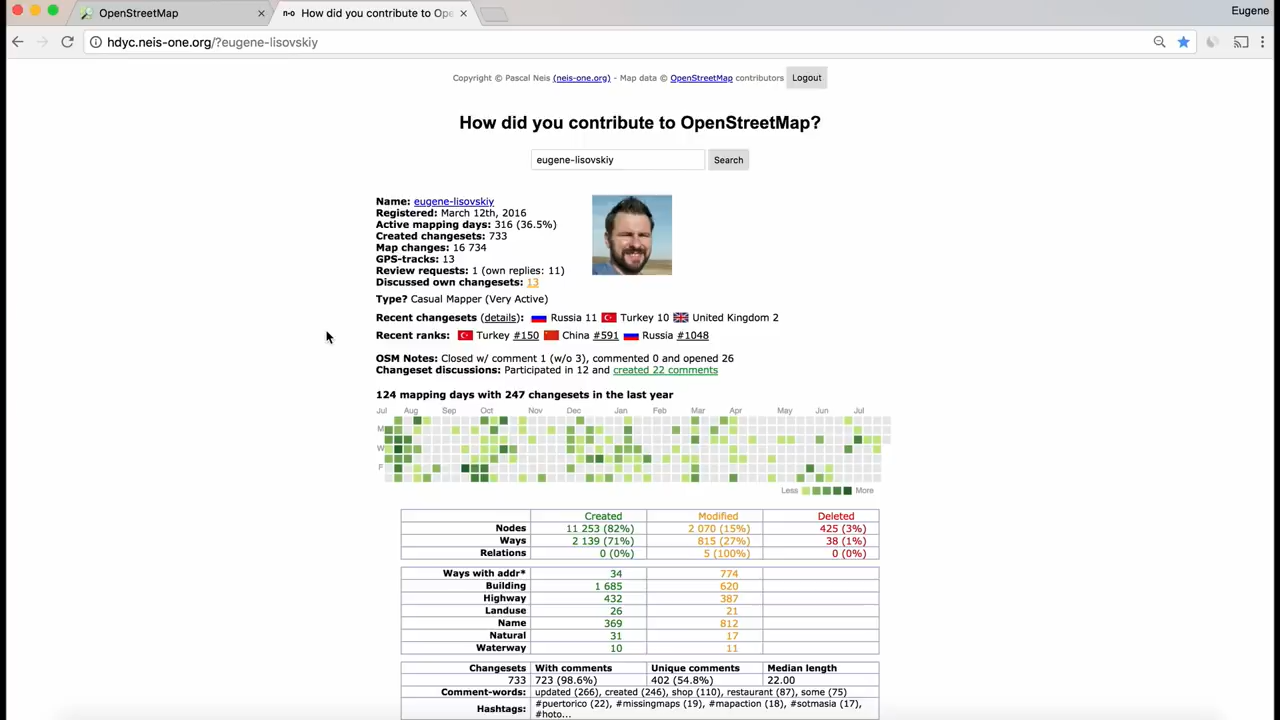 OpenStreetMap
How did you contribute to Ope
Eugene
hdyc.neis-one.org/?eugene-lisovskiy
Copyright © Pascal Neis (neis-one.org) - Map data © OpenStreetMap contributors Logout
How did you contribute to OpenStreetMap?
eugene-lisovskiy Search
Name: eugene-lisovskiy
Registered: March 12th, 2016
Active mapping days: 316 (36.5%)
Created changesets: 733
Map changes: 16 734
GPS-tracks: 13
Review requests: 1 (own replies: 11)
Discussed own changesets: 13
Type? Casual Mapper (Very Active)
Recent changesets (details): Russia 11 Turkey 10 United Kingdom 2
Recent ranks: Turkey #150 China #591 Russia #1048
OSM Notes: Closed w/ comment 1 (w/o 3), commented 0 and opened 26
Changeset discussions: Participated in 12 and created 22 comments
124 mapping days with 247 changesets in the last year
Jul Aug Sep Oct Nov Dec Jan Feb Mar Apr May Jun Jul
M
W
F
Less More
Created Modified Deleted
Nodes 11 253 (82%) 2 070 (15%) 425 (3%)
Ways 2 139 (71%) 815 (27%) 38 (1%)
Relations 0 (0%) 5 (100%) 0 (0%)
Ways with addr* 34 774
Building 1 685 620
Highway 432 387
Landuse 26 21
Name 369 812
Natural 31 17
Waterway 10 11
Changesets With comments Unique comments Median length
733 723 (98.6%) 402 (54.8%) 22.00
Comment-words: updated (266), created (246), shop (110), restaurant (87), some (75)
Hashtags: #puertorico (22), #missingmaps (19), #mapaction (18), #sotmasia (17),
#hoto...